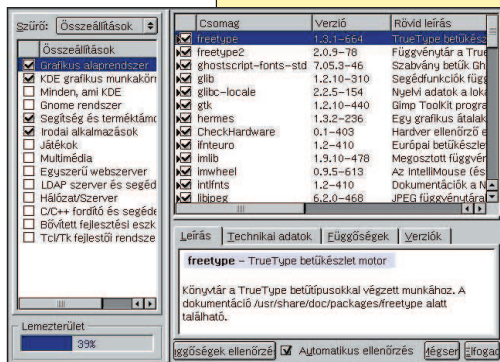 Szűrő: Összeállítások
Összeállítások
Grafikus alaprendszer
KDE grafikus munkakörn
Minden, ami KDE
Gnome rendszer
Segítség és terméktámo
Irodai alkalmazások
Játékok
Multimédia
Egyszerű webszerver
LDAP szerver és segéd
Hálózat/Szerver
C/C++ fordító és segéde
Bővített fejlesztési eszk
Tcl/Tk fejlestői rendsze
Lemezterület
39%
Csomag Verzió Rövid leírás
freetype 1.3.1-664 TrueType betűkész
freetype2 2.0.9-78 Függvénytár a True
ghostscript-fonts-std 7.05.3-46 Szabvány betűk Gh
glib 1.2.10-310 Segédfunkciók függ
glibc-locale 2.2.5-154 Nyelvi adatok a loka
gtk 1.2.10-440 Gimp Toolkit progra
hermes 1.3.2-236 Egy grafikus átalak
CheckHardware 0.1-403 Hardver ellenőrző e
ifnteuro 1.2-410 Európai betűkészlet
imlib 1.9.10-478 Megosztott függvér
imwheel 0.9.5-613 Az IntelliMouse (és
intlfnts 1.2-410 Dokumentációk a N
libjpeg 6.2.0-468 JPEG függvénytára
Leírás Technikai adatok Függőségek Verziók
freetype – TrueType betűkészlet motor
Könyvtár a TrueType betűtípusokkal végzett munkához. A
dokumentáció /usr/share/doc/packages/freetype alatt
található.
ggőségek ellenőrzé Automatikus ellenőrzés Mégsem Elfogad